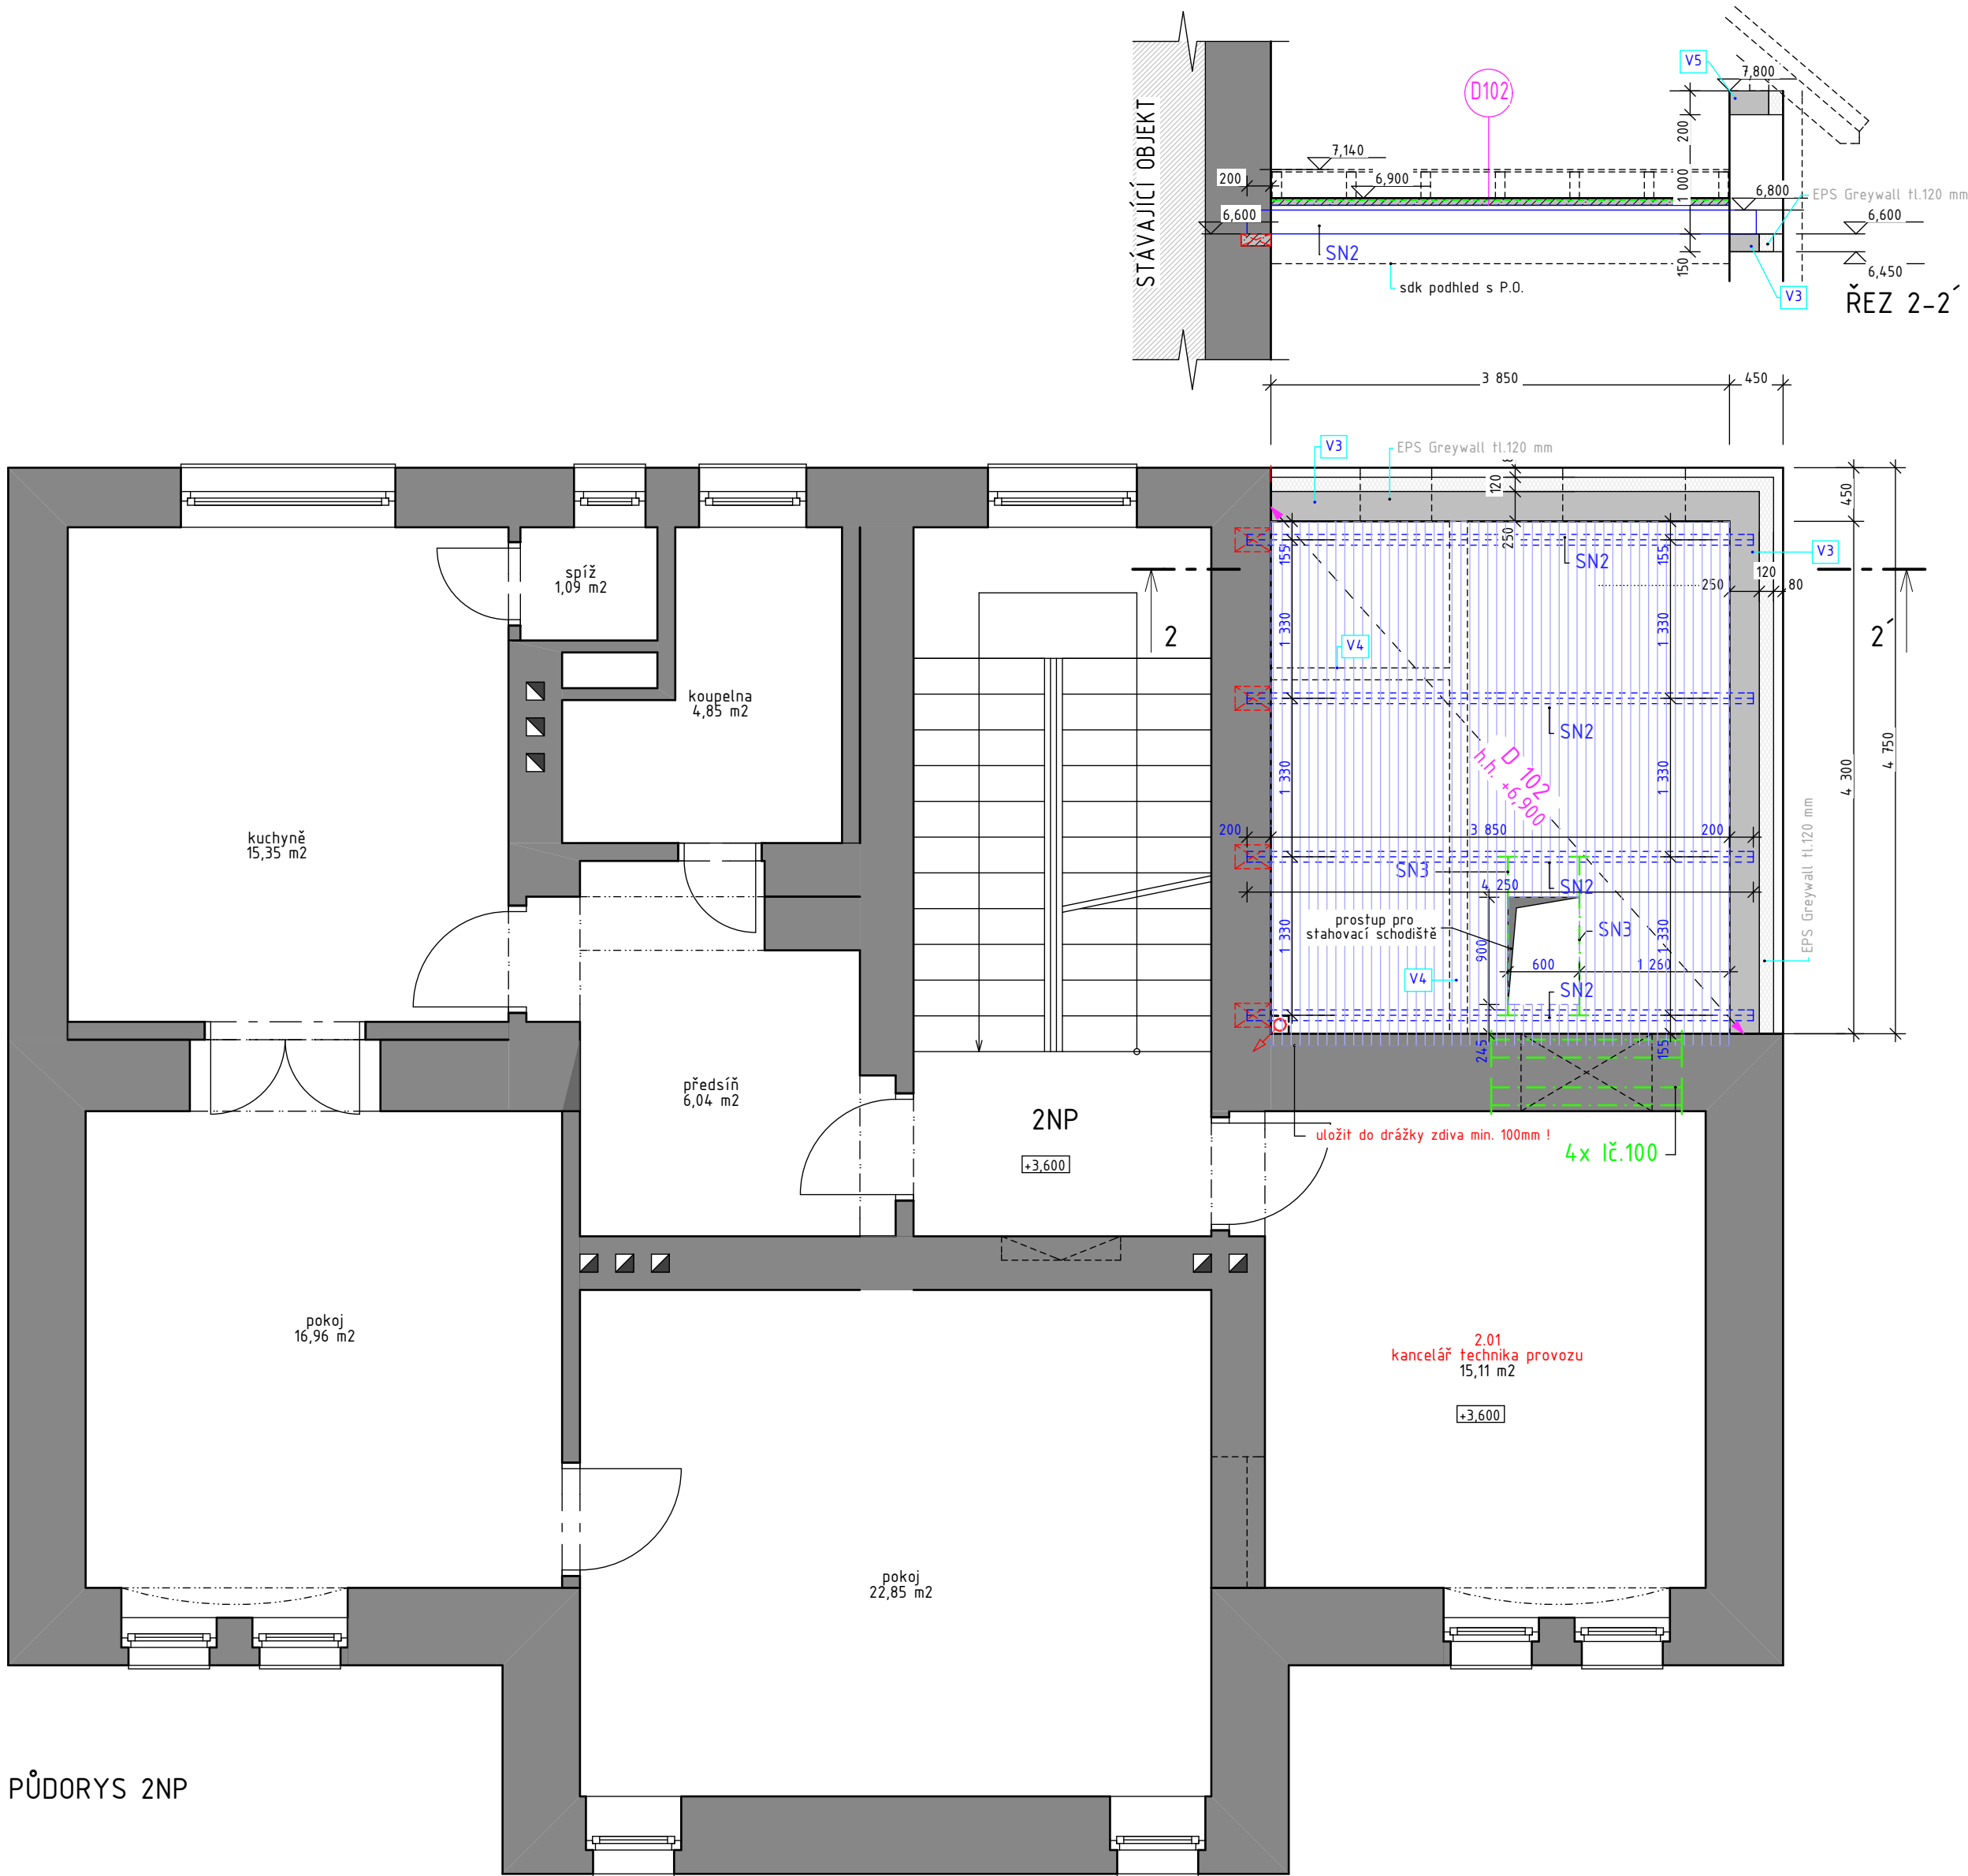 STÁVAJÍCÍ OBJEKT
D102
V5
7,800
200
7,140
200
6,900
1 000
6,800
EPS Greywall tl.120 mm
6,600
6,600
SN2
150
6,450
sdk podhled s P.O.
V3
ŘEZ 2-2´
3 850
450
V3
EPS Greywall tl.120 mm
120
450
250
155
SN2
155
V3
spíž
1,09 m2
120
250
80
1 330
1 330
2
2´
V4
koupelna
4,85 m2
SN2
D 102
h.h. +6,900
1 330
1 330
4 300
4 750
kuchyně
15,35 m2
200
3 850
200
EPS Greywall tl.120 mm
SN3
4 250
SN2
prostup pro
stahovací schodiště
1 330
900
SN3
1 330
600
1 260
V4
SN2
245
155
předsíň
6,04 m2
2NP
uložit do drážky zdiva min. 100mm !
4x Ič.100
+3,600
pokoj
16,96 m2
2.01
kancelář technika provozu
15,11 m2
+3,600
pokoj
22,85 m2
PŮDORYS 2NP